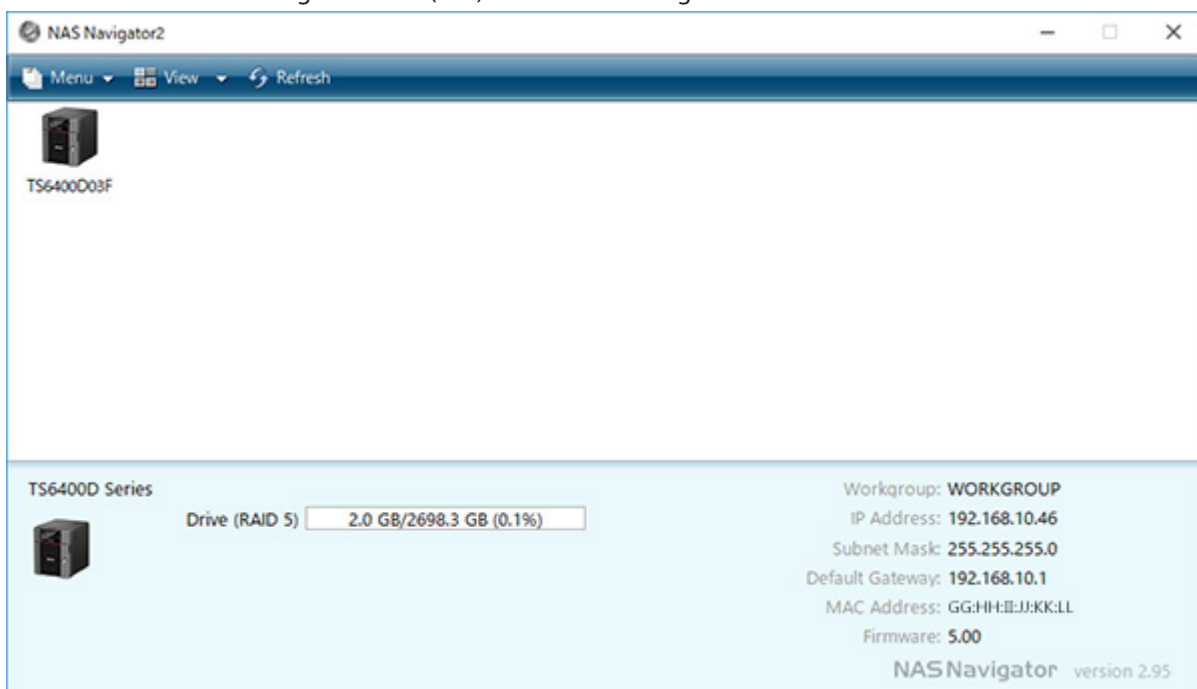 NAS Navigator2
Menu View Refresh
TS6400D03F
TS6400D Series
Drive (RAID 5) 2.0 GB/2698.3 GB (0.1%)
Workgroup: WORKGROUP
IP Address: 192.168.10.46
Subnet Mask: 255.255.255.0
Default Gateway: 192.168.10.1
MAC Address: GG:HH:II:JJ:KK:LL
Firmware: 5.00
NAS Navigator version 2.95